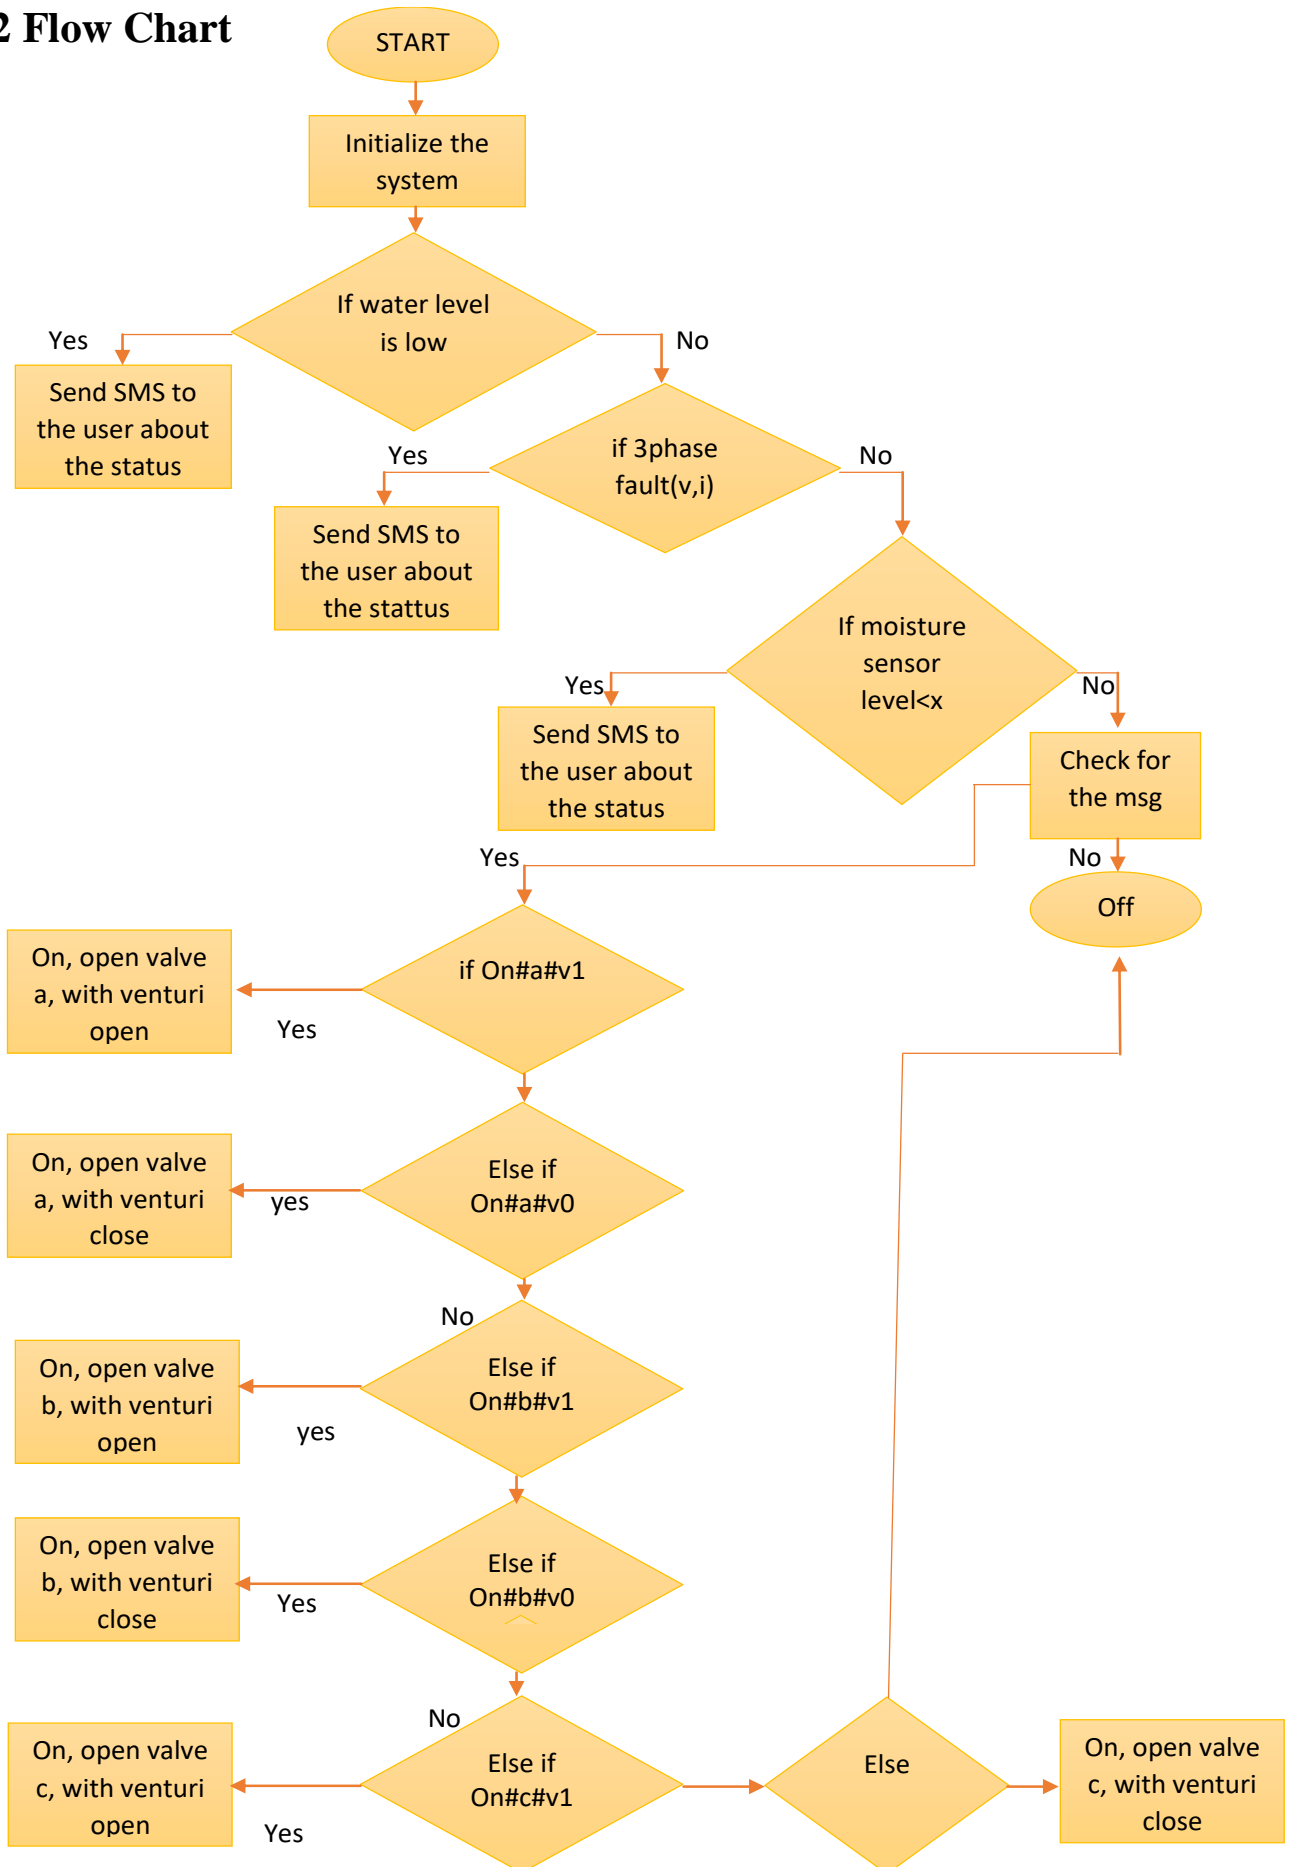 2 Flow Chart
START
Initialize the
system
If water level
is low
Yes
No
Send SMS to
the user about
the status
if 3phase
fault(v,i)
Yes
No
Send SMS to
the user about
the stattus
If moisture
sensor
level<x
Yes
No
Send SMS to
the user about
the status
Check for
the msg
Yes
No
Off
if On#a#v1
On, open valve
a, with venturi
open
Yes
Else if
On#a#v0
On, open valve
a, with venturi
close
yes
No
Else if
On#b#v1
On, open valve
b, with venturi
open
yes
Else if
On#b#v0
On, open valve
b, with venturi
close
Yes
No
Else if
On#c#v1
On, open valve
c, with venturi
open
Yes
Else
On, open valve
c, with venturi
close